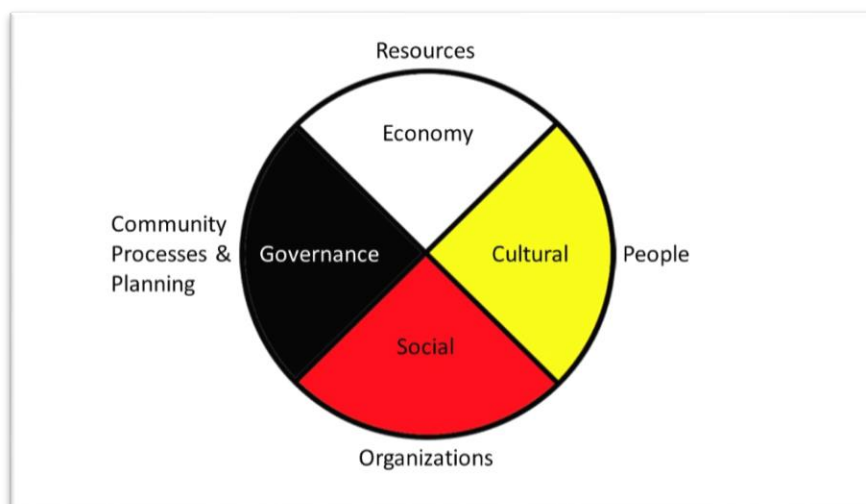 Resources
Economy
Community
Processes &
Planning
Governance
Cultural
People
Social
Organizations